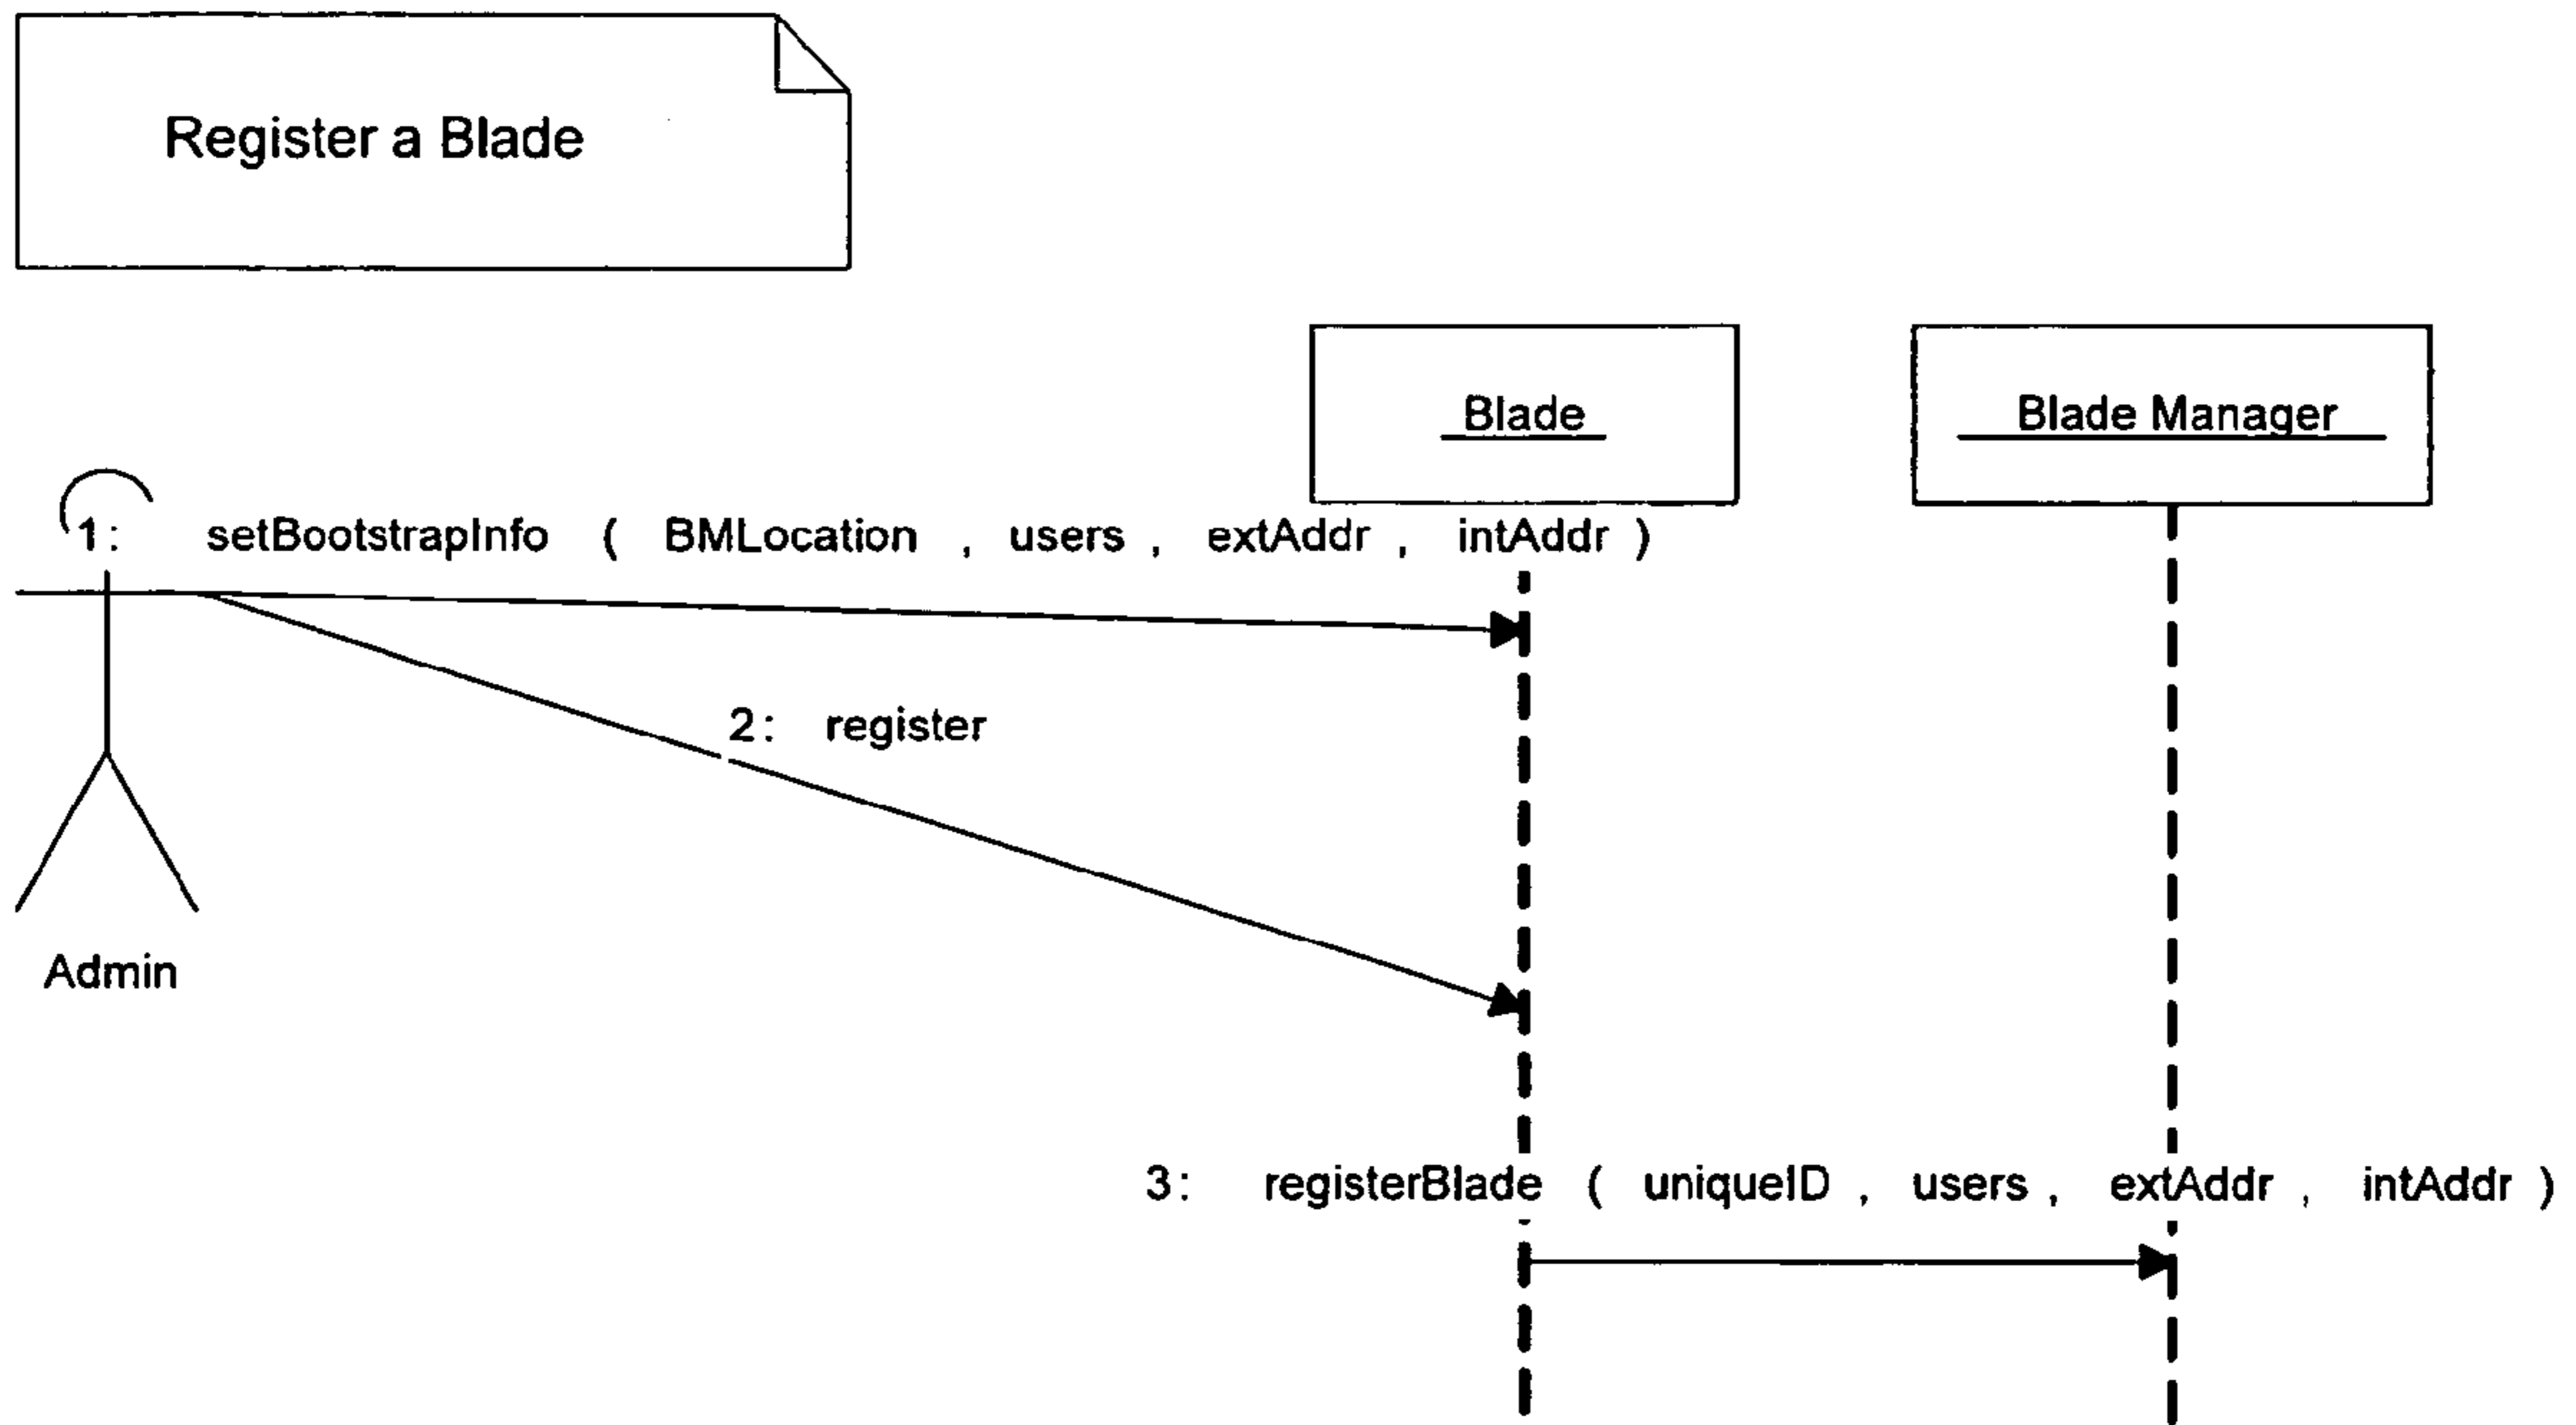 Register a Blade
Blade
Blade Manager
1: setBootstrapInfo ( BMLocation , users , extAddr , intAddr )
2: register
Admin
3: registerBlade ( uniqueID , users , extAddr , intAddr )